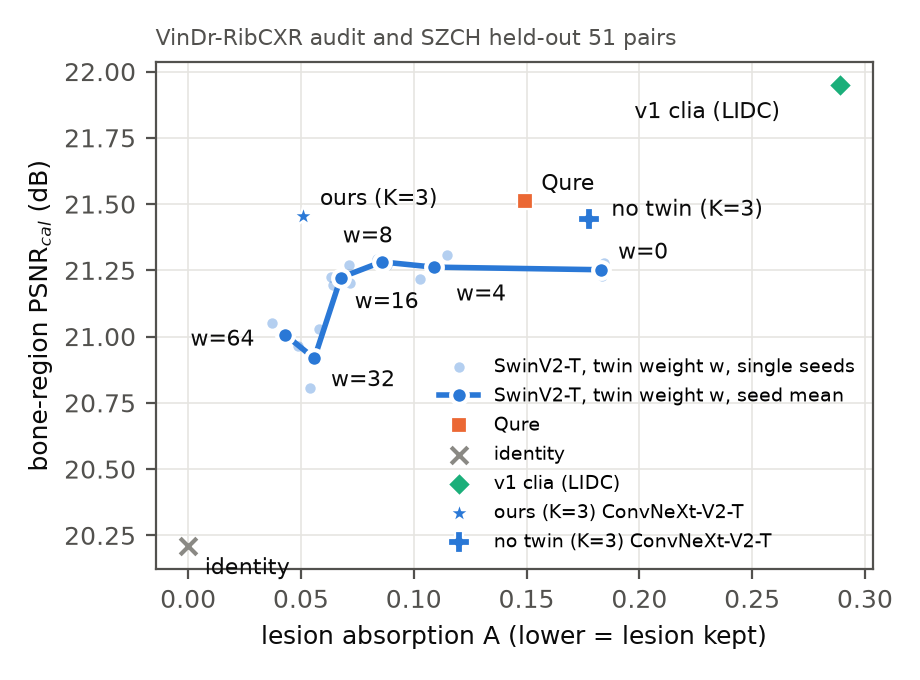 VinDr-RibCXR audit and SZCH held-out 51 pairs
22.00
21.75
21.50
21.25
21.00
20.75
20.50
20.25
bone-region PSNR_cal (dB)
v1 clia (LIDC)
Qure
ours (K=3)
no twin (K=3)
w=8
w=0
w=16
w=4
w=64
w=32
SwinV2-T, twin weight w, single seeds
SwinV2-T, twin weight w, seed mean
Qure
identity
v1 clia (LIDC)
ours (K=3) ConvNeXt-V2-T
no twin (K=3) ConvNeXt-V2-T
identity
0.00 0.05 0.10 0.15 0.20 0.25 0.30
lesion absorption A (lower = lesion kept)